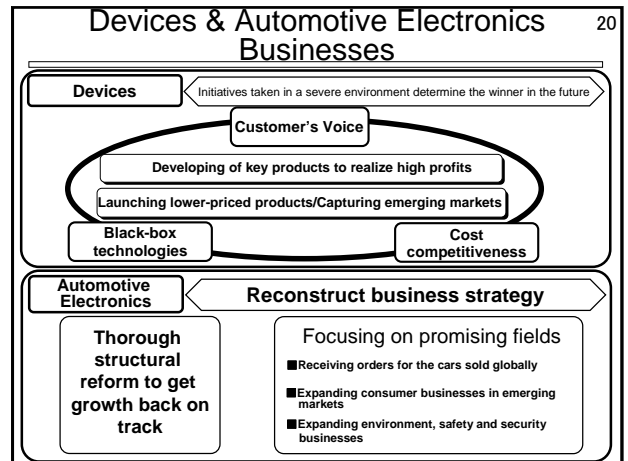 Devices & Automotive Electronics
Businesses
20
Devices
Initiatives taken in a severe environment determine the winner in the future
Customer's Voice
Developing of key products to realize high profits
Launching lower-priced products/Capturing emerging markets
Black-box
technologies
Cost
competitiveness
Automotive
Electronics
Reconstruct business strategy
Thorough
structural
reform to get
growth back on
track
Focusing on promising fields
■Receiving orders for the cars sold globally
■Expanding consumer businesses in emerging
markets
■Expanding environment, safety and security
businesses